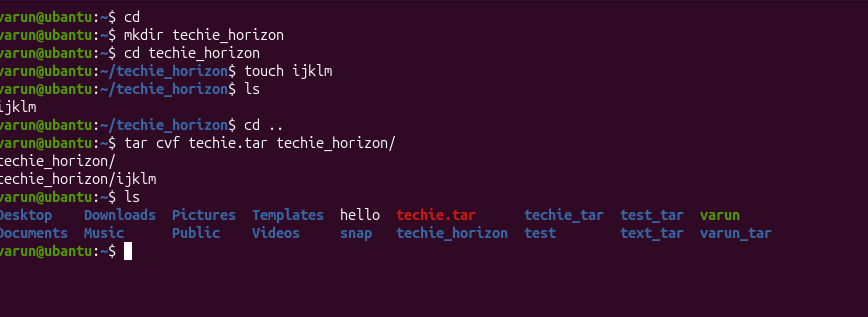 varun@ubantu:~$ cd
varun@ubantu:~$ mkdir techie_horizon
varun@ubantu:~$ cd techie_horizon
varun@ubantu:~/techie_horizon$ touch ijklm
varun@ubantu:~/techie_horizon$ ls
ijklm
varun@ubantu:~/techie_horizon$ cd ..
varun@ubantu:~$ tar cvf techie.tar techie_horizon/
techie_horizon/
techie_horizon/ijklm
varun@ubantu:~$ ls
Desktop    Downloads  Pictures  Templates  hello  techie.tar      techie_tar  test_tar  varun
Documents  Music      Public    Videos     snap   techie_horizon  test        text_tar  varun_tar
varun@ubantu:~$